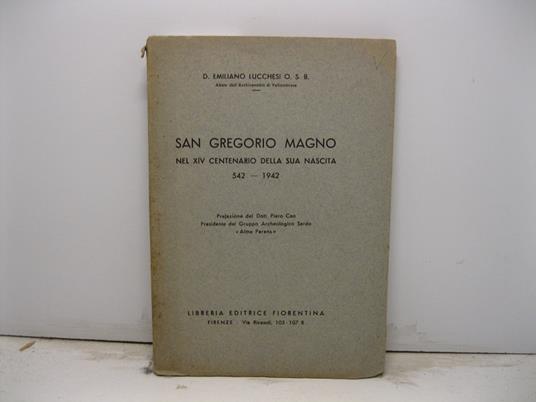 D. EMILIANO LUCCHESI O. S. B.
Abate dell'Archicenobio di Vallombrosa
SAN GREGORIO MAGNO
NEL XIV CENTENARIO DELLA SUA NASCITA
542 — 1942
Prefazione del Dott. Piero Cao
Presidente del Gruppo Archeologico Sardo
«Alma Parens»
LIBRERIA EDITRICE FIORENTINA
FIRENZE - Via Ricasoli, 105-107 R.